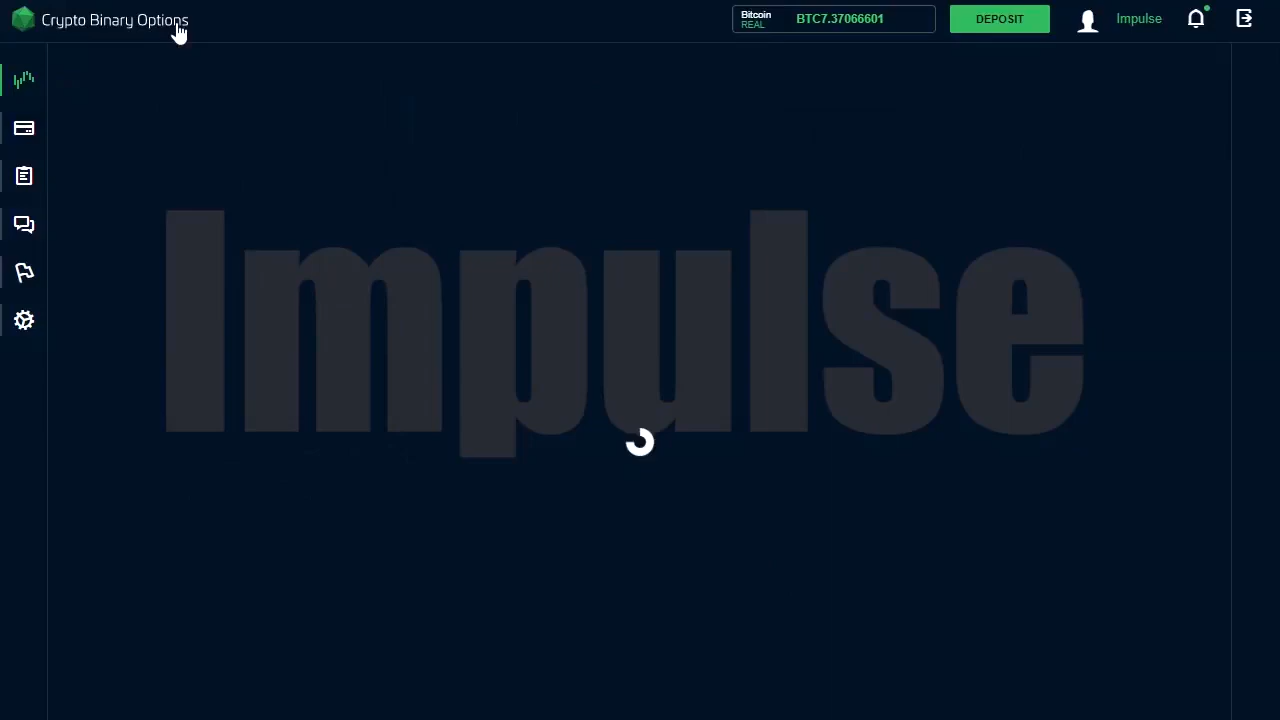 Crypto Binary Options
Bitcoin
REAL
BTC7.37066601
DEPOSIT
Impulse
Impulse